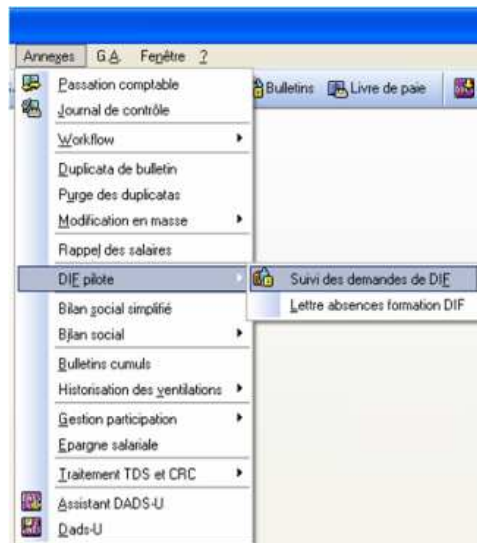 Annexes G.A. Fenêtre ?
Bulletins Livre de paie
Passation comptable
Journal de contrôle
Workflow
Duplicata de bulletin
Purge des duplicatas
Modification en masse
Rappel des salaires
DIF pilote
Suivi des demandes de DIF
Lettre absences formation DIF
Bilan social simplifié
Bilan social
Bulletins cumuls
Historisation des ventilations
Gestion participation
Epargne salariale
Traitement TDS et CRC
Assistant DADS-U
Dads-U